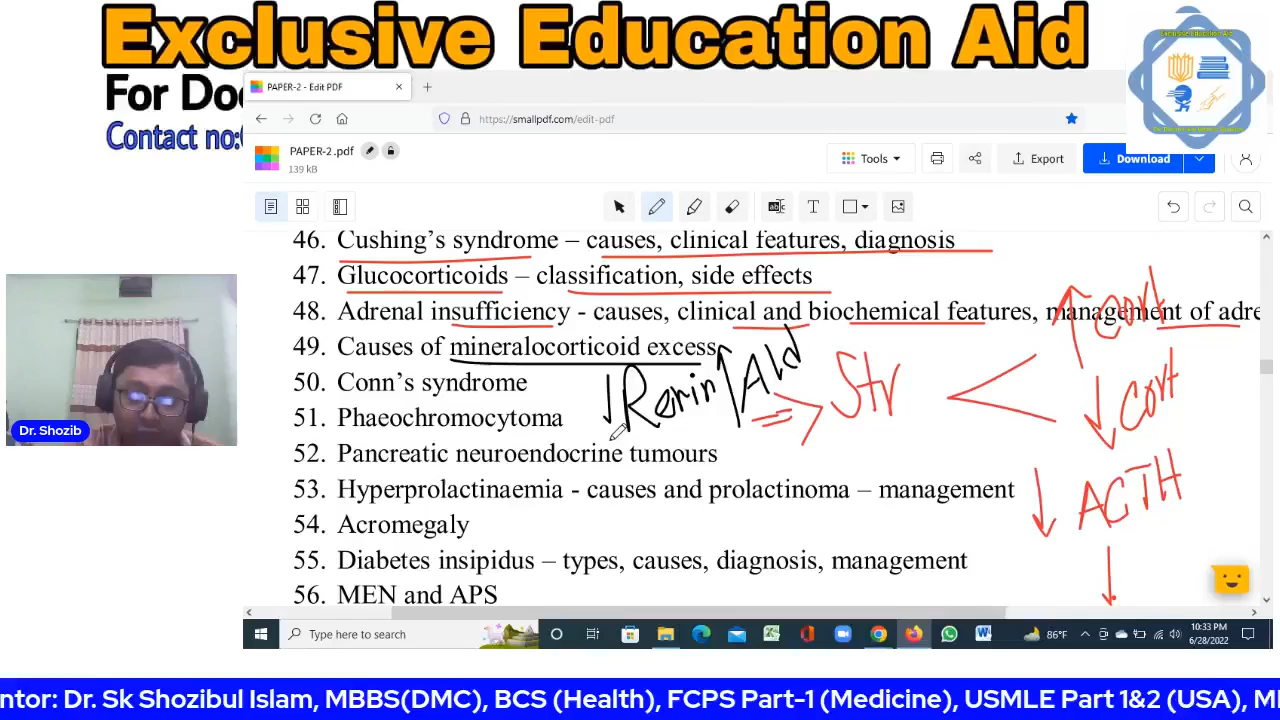 Exclusive Education Aid
For Do
Contact no:
Exclusive Education Aid
PAPER-2 - Edit PDF
https://smallpdf.com/edit-pdf
PAPER-2.pdf
139 kB
Tools
Export
Download
46. Cushing's syndrome – causes, clinical features, diagnosis
47. Glucocorticoids – classification, side effects
48. Adrenal insufficiency - causes, clinical and biochemical features, management of adre
49. Causes of mineralocorticoid excess
50. Conn's syndrome
51. Phaeochromocytoma
52. Pancreatic neuroendocrine tumours
53. Hyperprolactinaemia - causes and prolactinoma – management
54. Acromegaly
55. Diabetes insipidus – types, causes, diagnosis, management
56. MEN and APS
↑ Cort
↓ Renin ↑ Ald
=> Str
↓ Cort
↓ ACTH
↓
Dr. Shozib
Type here to search
86°F
10:33 PM
6/28/2022
ntor: Dr. Sk Shozibul Islam, MBBS(DMC), BCS (Health), FCPS Part-1 (Medicine), USMLE Part 1&2 (USA), M